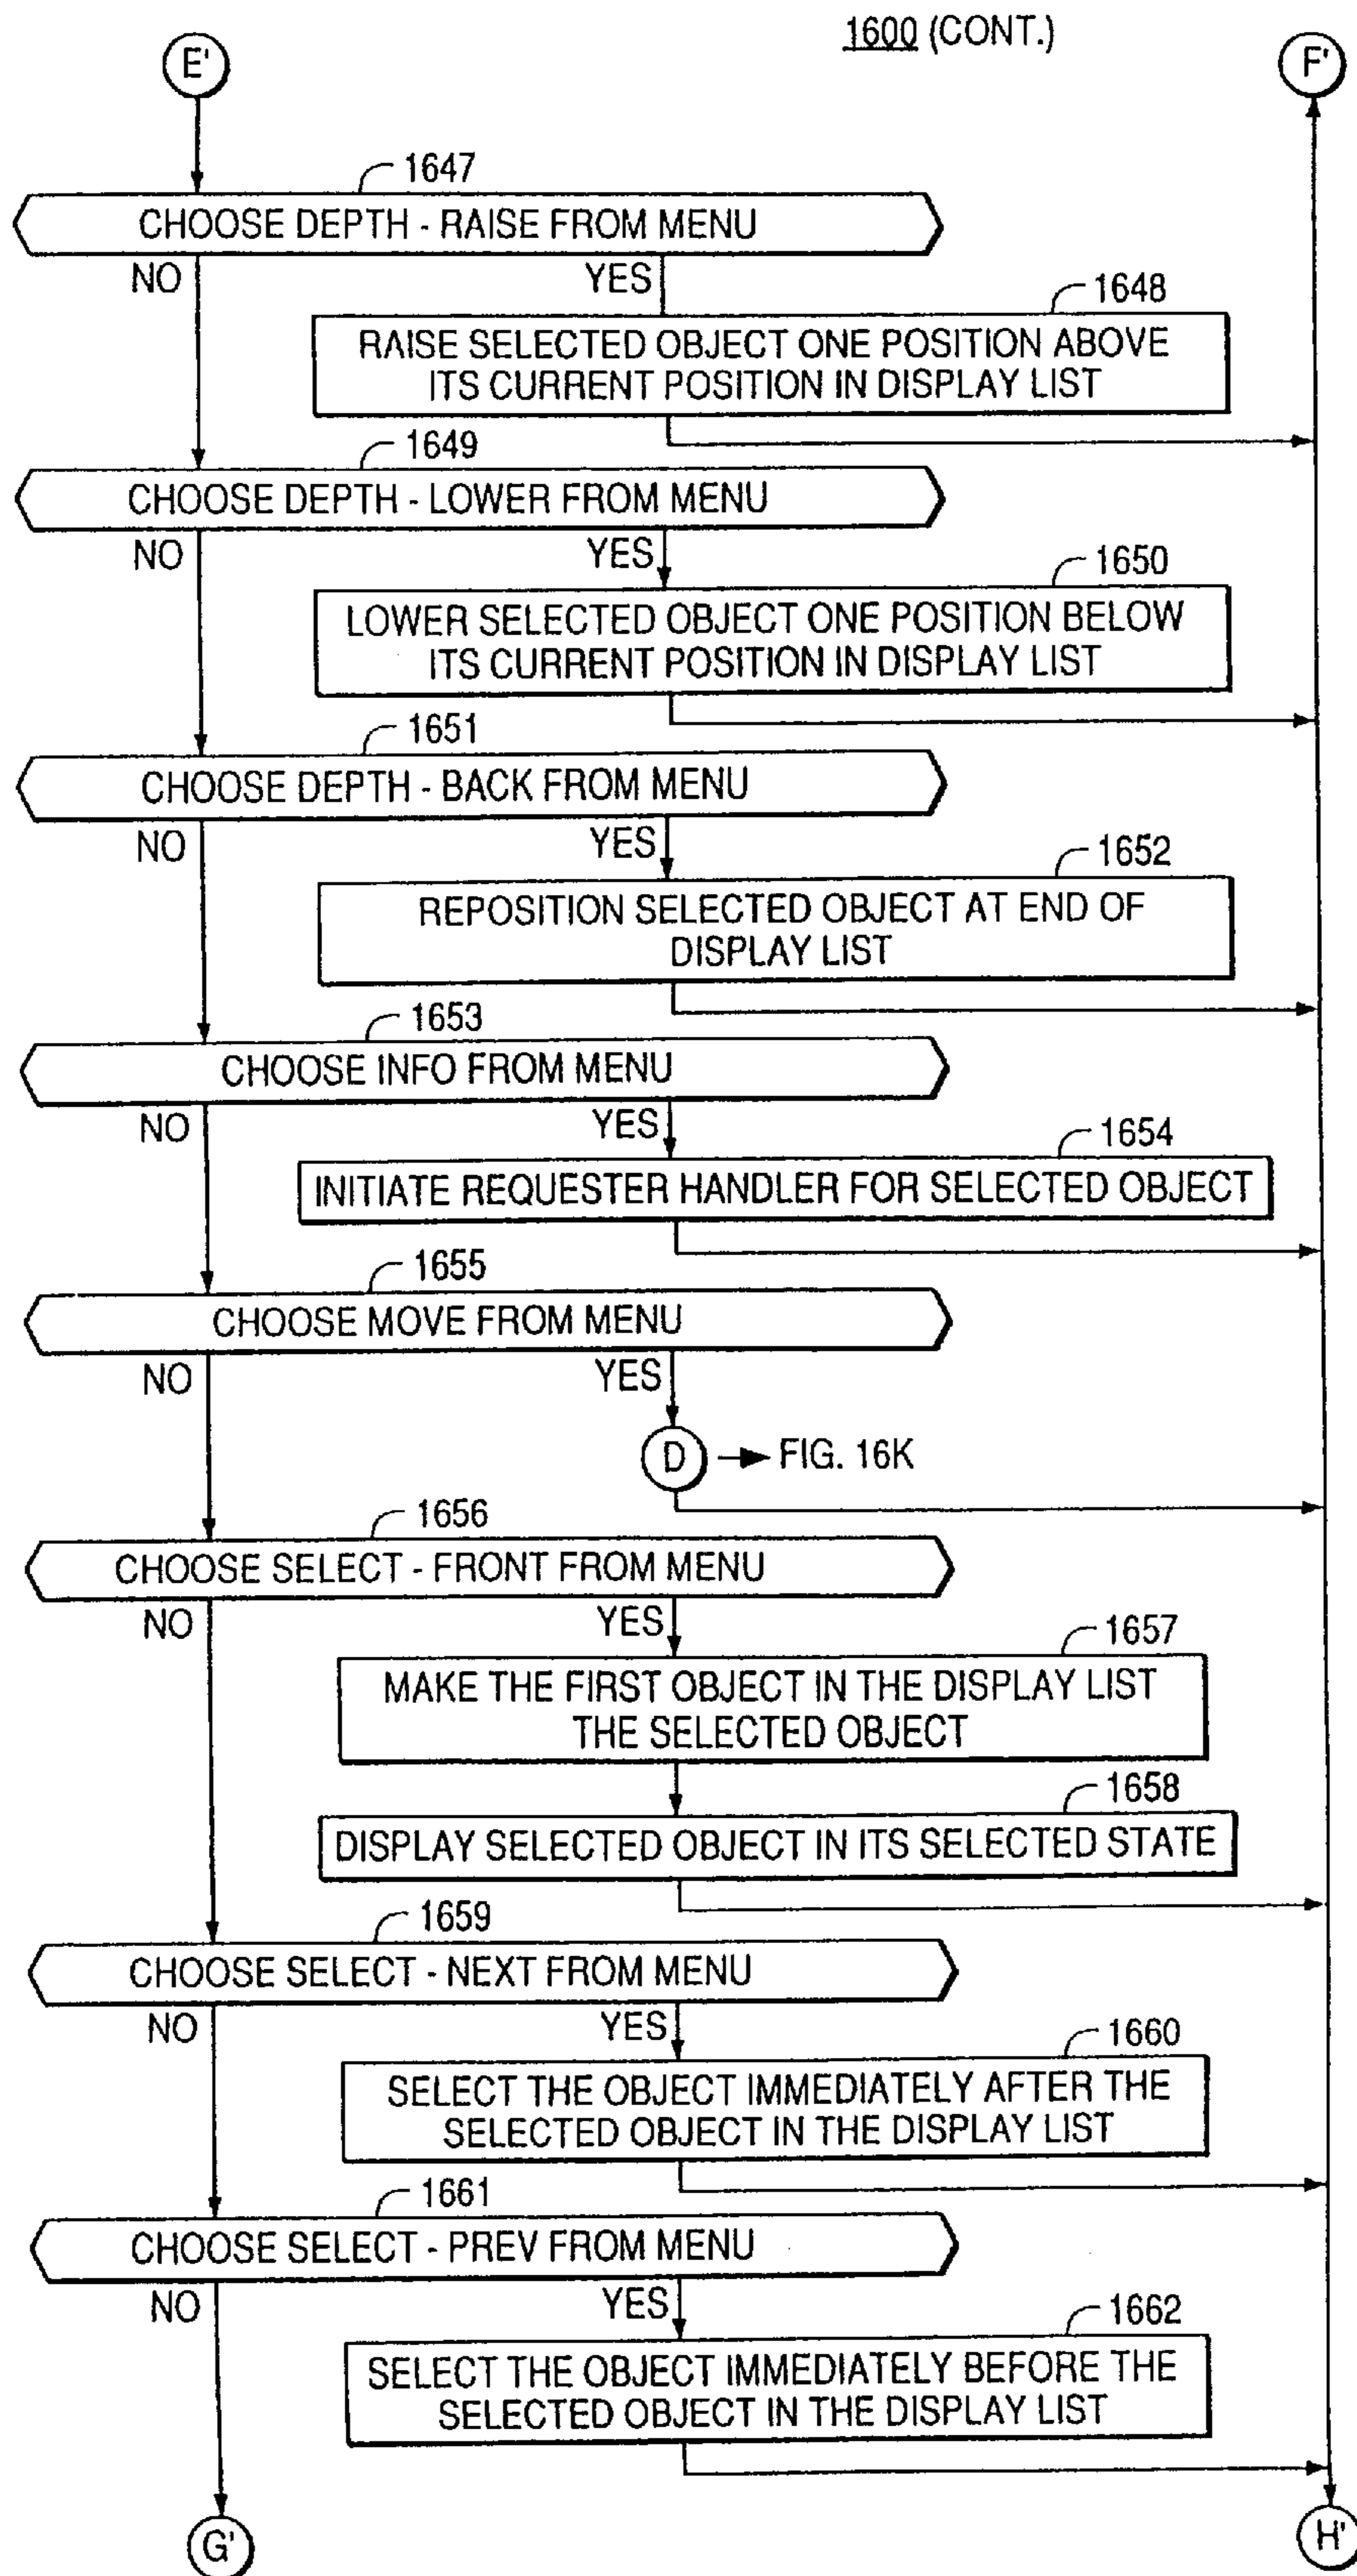 1600 (CONT.)
E'
F'
1647
CHOOSE DEPTH - RAISE FROM MENU
NO
YES
1648
RAISE SELECTED OBJECT ONE POSITION ABOVE
ITS CURRENT POSITION IN DISPLAY LIST
1649
CHOOSE DEPTH - LOWER FROM MENU
NO
YES
1650
LOWER SELECTED OBJECT ONE POSITION BELOW
ITS CURRENT POSITION IN DISPLAY LIST
1651
CHOOSE DEPTH - BACK FROM MENU
NO
YES
1652
REPOSITION SELECTED OBJECT AT END OF
DISPLAY LIST
1653
CHOOSE INFO FROM MENU
NO
YES
1654
INITIATE REQUESTER HANDLER FOR SELECTED OBJECT
1655
CHOOSE MOVE FROM MENU
NO
YES
D
FIG. 16K
1656
CHOOSE SELECT - FRONT FROM MENU
NO
YES
1657
MAKE THE FIRST OBJECT IN THE DISPLAY LIST
THE SELECTED OBJECT
1658
DISPLAY SELECTED OBJECT IN ITS SELECTED STATE
1659
CHOOSE SELECT - NEXT FROM MENU
NO
YES
1660
SELECT THE OBJECT IMMEDIATELY AFTER THE
SELECTED OBJECT IN THE DISPLAY LIST
1661
CHOOSE SELECT - PREV FROM MENU
NO
YES
1662
SELECT THE OBJECT IMMEDIATELY BEFORE THE
SELECTED OBJECT IN THE DISPLAY LIST
G'
H'